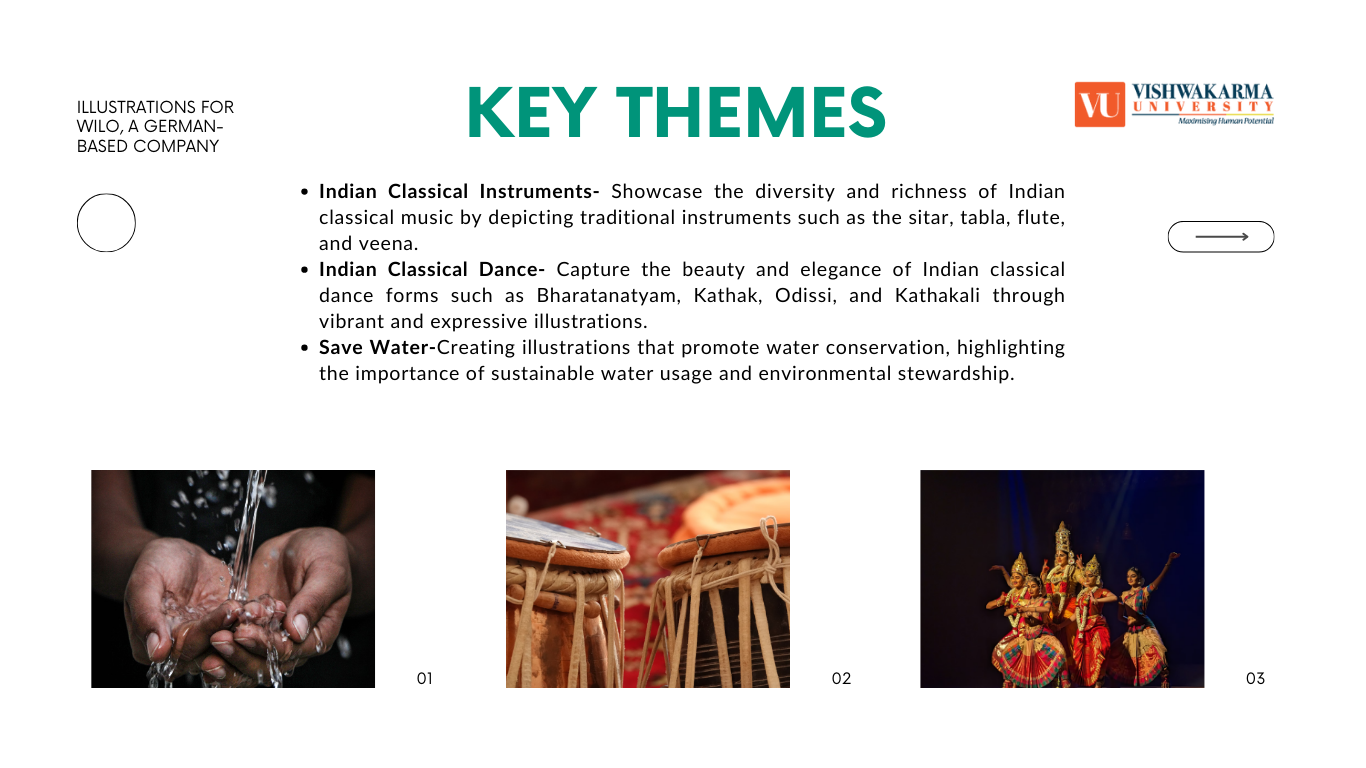 ILLUSTRATIONS FOR
WILO, A GERMAN-
BASED COMPANY
KEY THEMES
VU VISHWAKARMA
UNIVERSITY
Maximising Human Potential
• Indian Classical Instruments- Showcase the diversity and richness of Indian
classical music by depicting traditional instruments such as the sitar, tabla, flute,
and veena.
• Indian Classical Dance- Capture the beauty and elegance of Indian classical
dance forms such as Bharatanatyam, Kathak, Odissi, and Kathakali through
vibrant and expressive illustrations.
• Save Water-Creating illustrations that promote water conservation, highlighting
the importance of sustainable water usage and environmental stewardship.
01
02
03